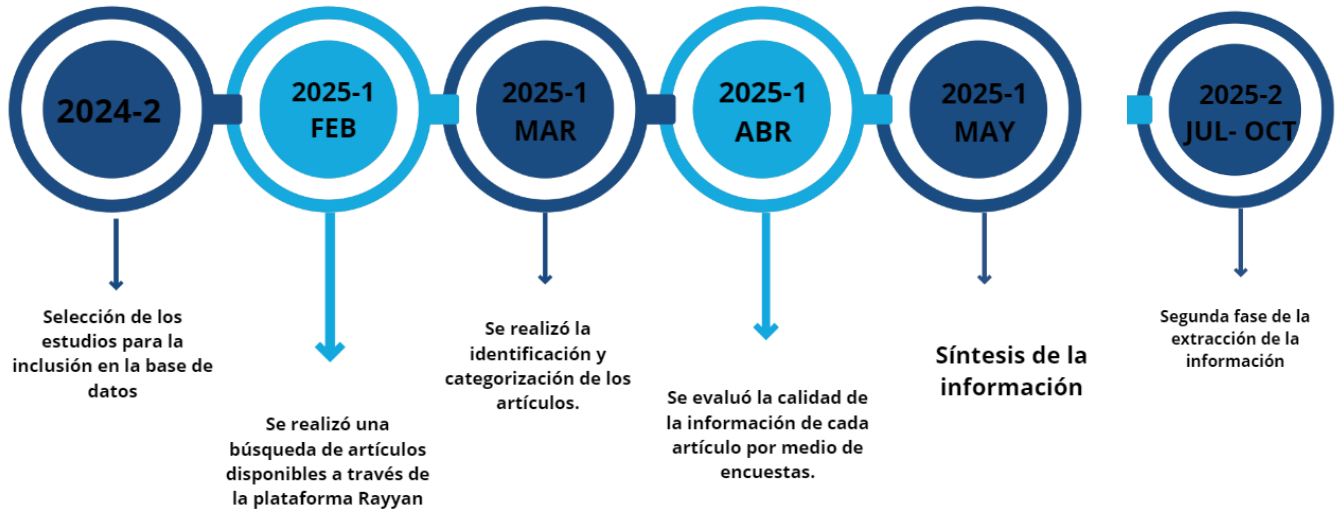 2024-2
2025-1
FEB
2025-1
MAR
2025-1
ABR
2025-1
MAY
2025-2
JUL- OCT
Selección de los
estudios para la
inclusión en la base de
datos
Se realizó una
búsqueda de artículos
disponibles a través de
la plataforma Rayyan
Se realizó la
identificación y
categorización de los
artículos.
Se evaluó la calidad de
la información de cada
artículo por medio de
encuestas.
Síntesis de la
información
Segunda fase de la
extracción de la
información